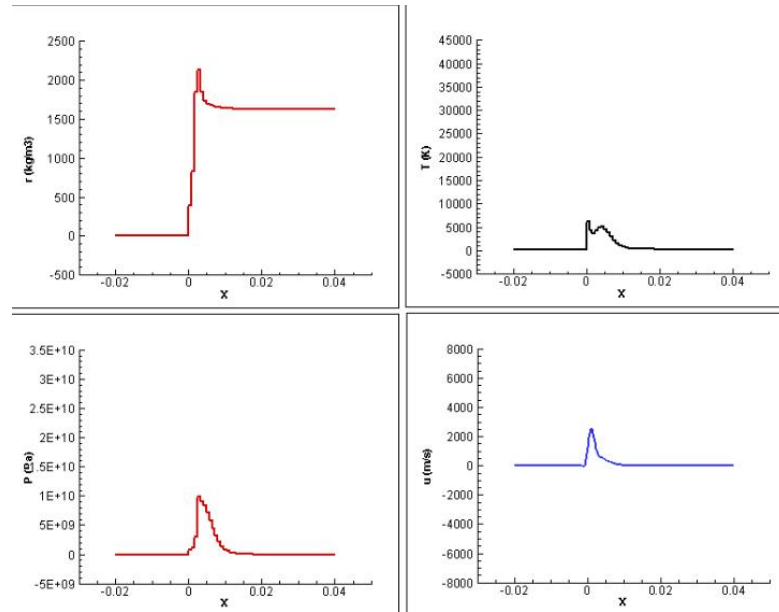 2500
2000
1500
1000
500
0
-500
r (kg/m3)
-0.02
0
0.02
0.04
X
45000
40000
35000
30000
25000
20000
15000
10000
5000
0
-5000
T (K)
-0.02
0
0.02
0.04
X
3.5E+10
3E+10
2.5E+10
2E+10
1.5E+10
1E+10
5E+09
0
-5E+09
P (Pa)
-0.02
0
0.02
0.04
X
8000
6000
4000
2000
0
-2000
-4000
-6000
-8000
u (m/s)
-0.02
0
0.02
0.04
X